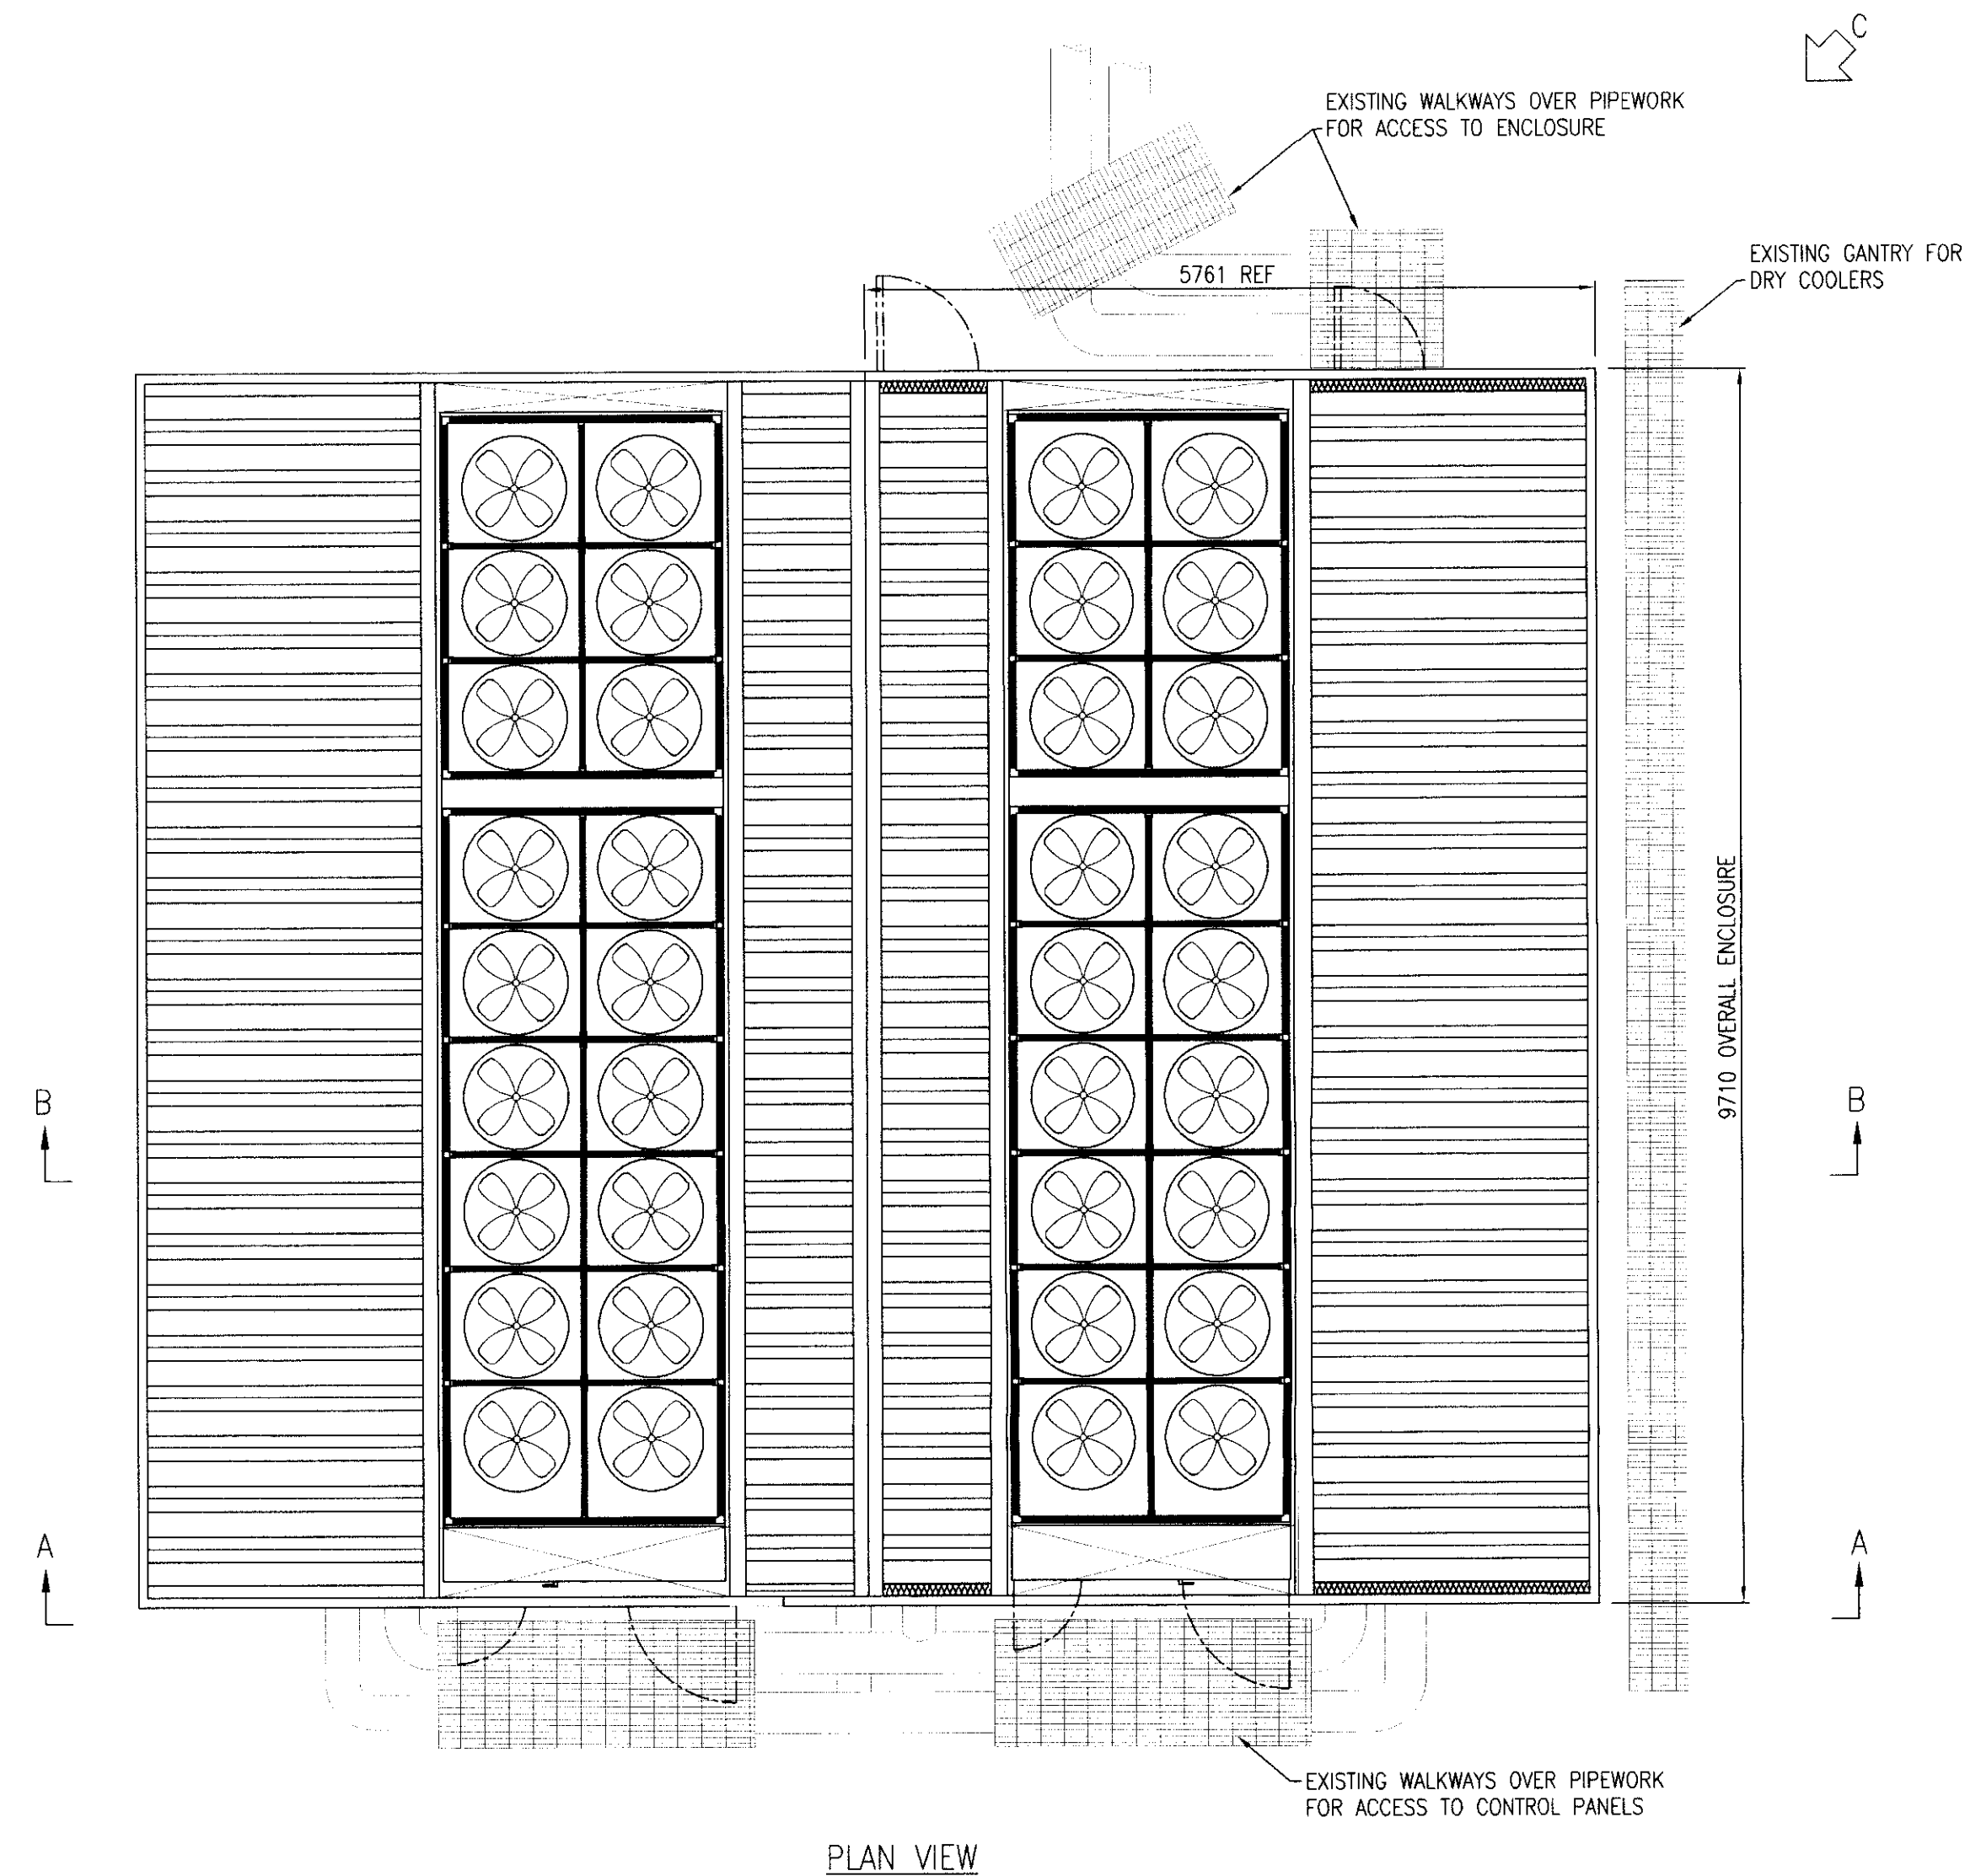 C
EXISTING WALKWAYS OVER PIPEWORK
FOR ACCESS TO ENCLOSURE
EXISTING GANTRY FOR
DRY COOLERS
5761 REF
9710 OVERALL ENCLOSURE
B
B
A
A
EXISTING WALKWAYS OVER PIPEWORK
FOR ACCESS TO CONTROL PANELS
PLAN VIEW